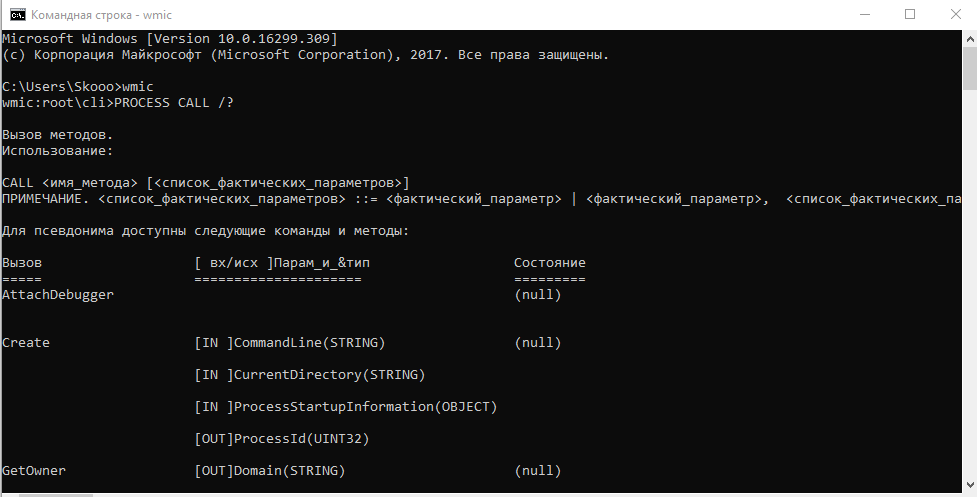 Командная строка - wmic
Microsoft Windows [Version 10.0.16299.309]
(c) Корпорация Майкрософт (Microsoft Corporation), 2017. Все права защищены.
C:\Users\Skooo>wmic
wmic:root\cli>PROCESS CALL /?
Вызов методов.
Использование:
CALL <имя_метода> [<список_фактических_параметров>]
ПРИМЕЧАНИЕ. <список_фактических_параметров> ::= <фактический_параметр> | <фактический_параметр>,  <список_фактических_па
Для псевдонима доступны следующие команды и методы:
Вызов [ вх/исх ]Парам_и_&тип Состояние
===== ===================== =========
AttachDebugger (null)
Create [IN ]CommandLine(STRING) (null)
[IN ]CurrentDirectory(STRING)
[IN ]ProcessStartupInformation(OBJECT)
[OUT]ProcessId(UINT32)
GetOwner [OUT]Domain(STRING) (null)